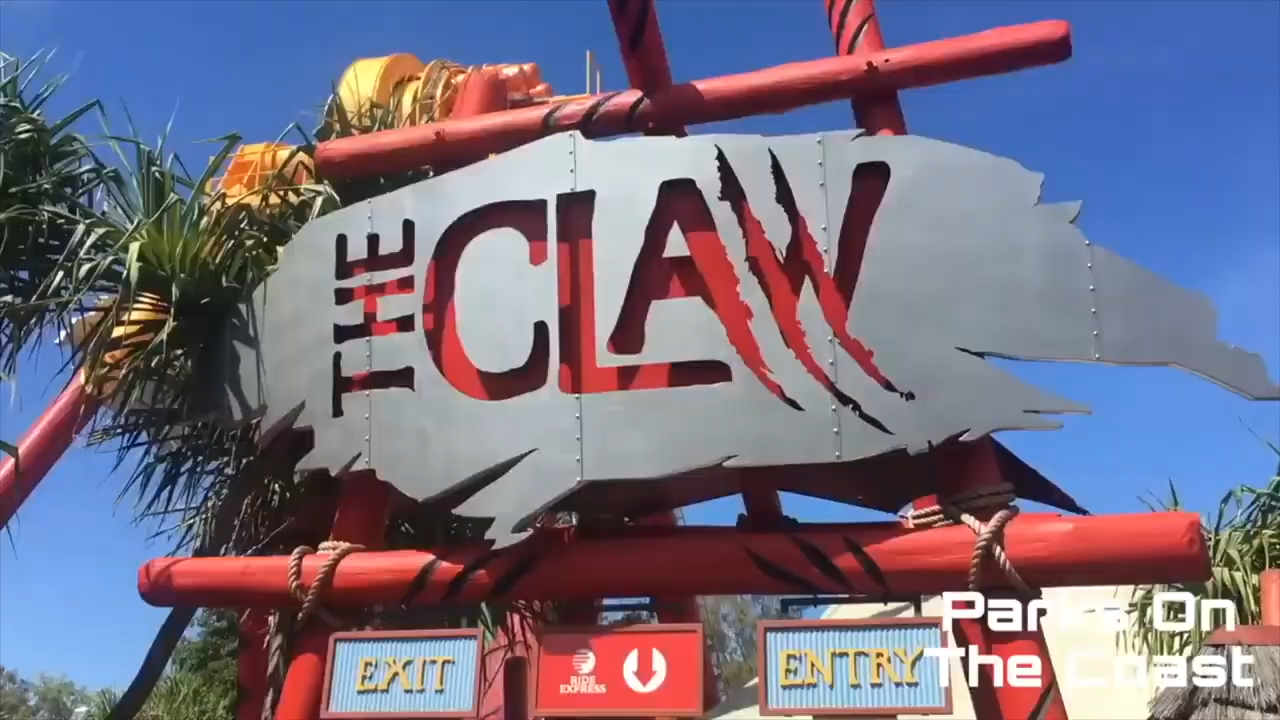 THE CLAW
EXIT
RIDE
EXPRESS
ENTRY
Parks On
The Coast